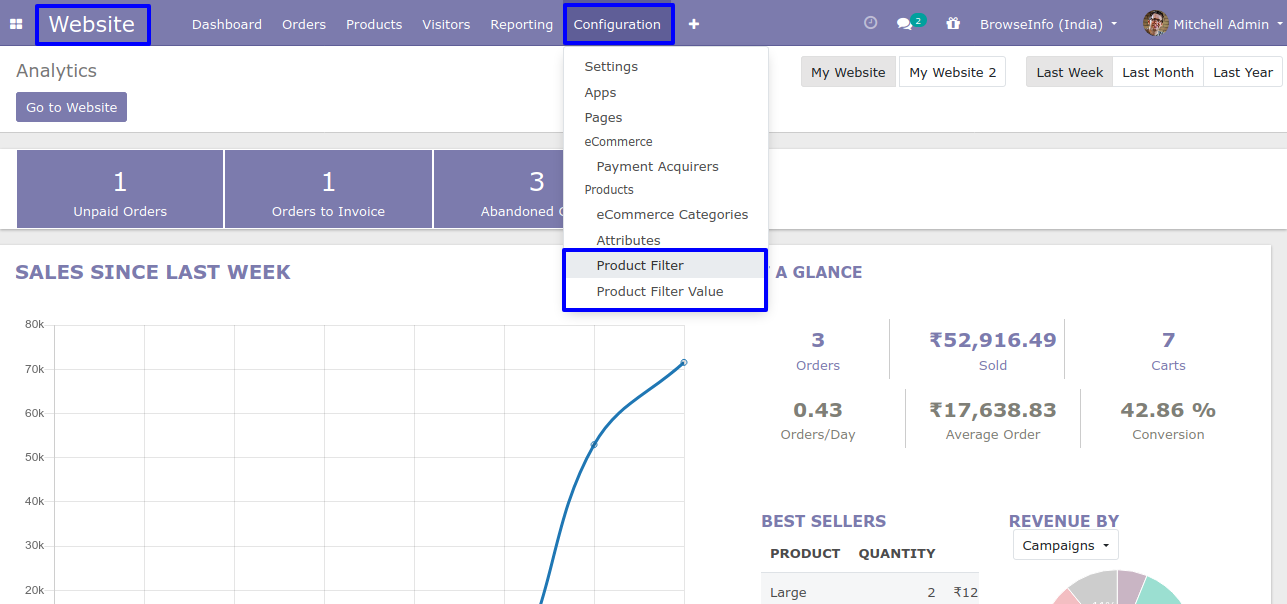 Website Dashboard Orders Products Visitors Reporting Configuration + 2 BrowseInfo (India) Mitchell Admin
Analytics
Go to Website
Settings
Apps
Pages
eCommerce
Payment Acquirers
Products
eCommerce Categories
Attributes
Product Filter
Product Filter Value
My Website My Website 2 Last Week Last Month Last Year
1
Unpaid Orders
1
Orders to Invoice
3
Abandoned
SALES SINCE LAST WEEK
80k
70k
60k
50k
40k
30k
20k
A GLANCE
3
Orders
₹52,916.49
Sold
7
Carts
0.43
Orders/Day
₹17,638.83
Average Order
42.86 %
Conversion
BEST SELLERS
PRODUCT QUANTITY
Large 2 ₹12
REVENUE BY
Campaigns